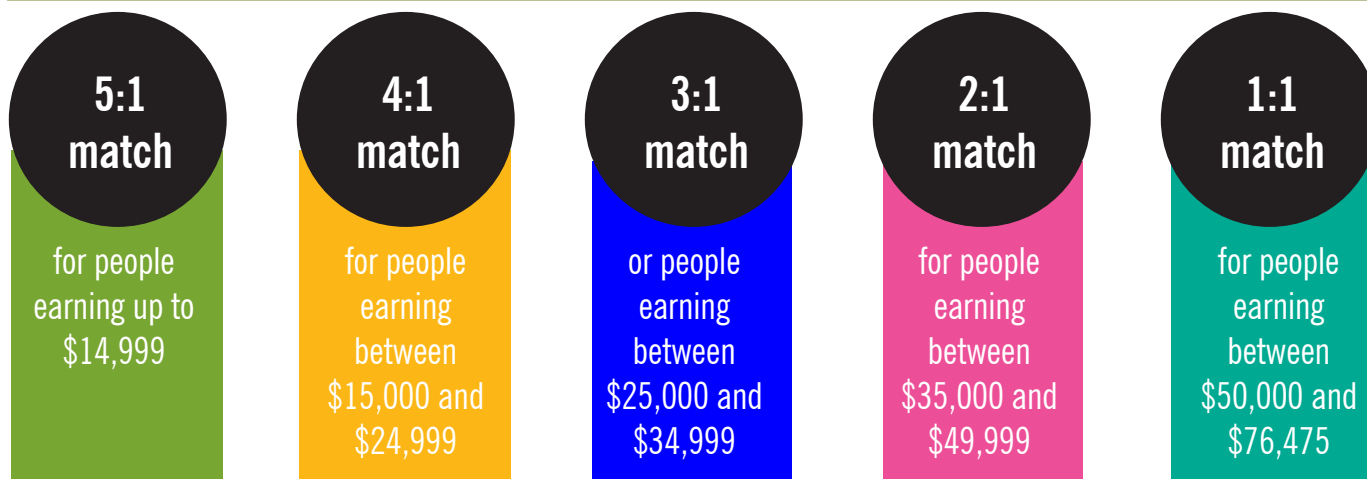 5:1
match
for people
earning up to
$14,999
4:1
match
for people
earning
between
$15,000 and
$24,999
3:1
match
or people
earning
between
$25,000 and
$34,999
2:1
match
for people
earning
between
$35,000 and
$49,999
1:1
match
for people
earning
between
$50,000 and
$76,475